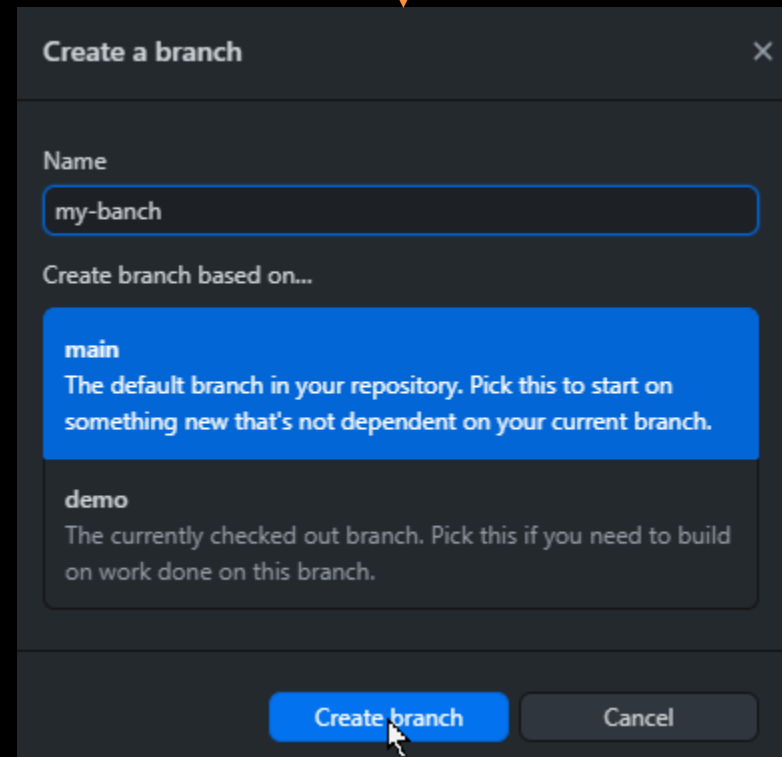 Create a branch
Name
my-banch
Create branch based on...
main
The default branch in your repository. Pick this to start on
something new that's not dependent on your current branch.
demo
The currently checked out branch. Pick this if you need to build
on work done on this branch.
Create branch
Cancel